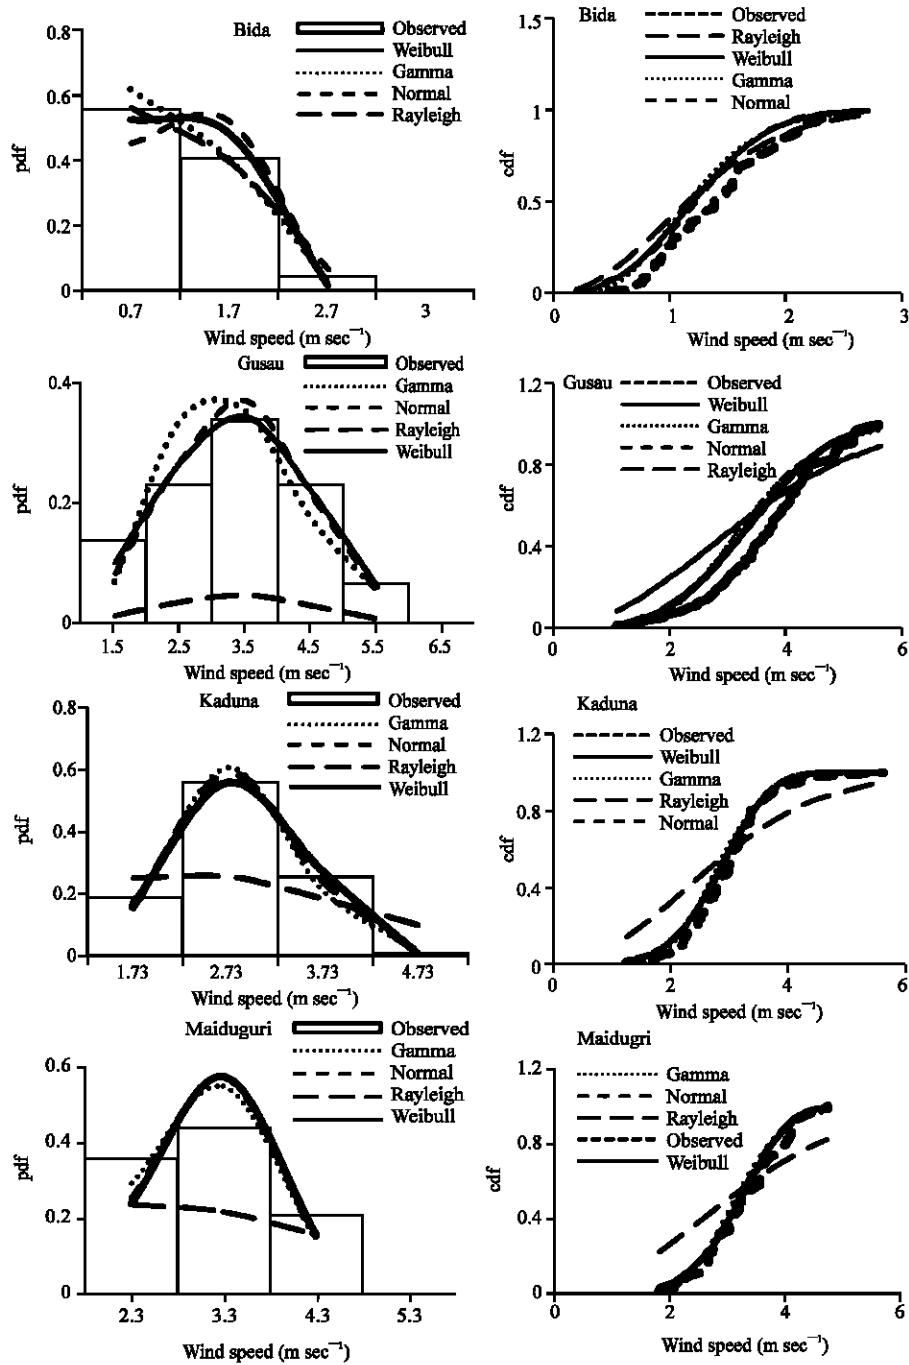 Bida
Observed
Weibull
Gamma
Normal
Rayleigh
pdf
0.8
0.6
0.4
0.2
0
0.7 1.7 2.7 3
Wind speed (m sec⁻¹)
Bida
Observed
Rayleigh
Weibull
Gamma
Normal
cdf
1.5
1
0.5
0
0 1 2 3
Wind speed (m sec⁻¹)
Gusau
Observed
Gamma
Normal
Rayleigh
Weibull
pdf
0.4
0.2
0
1.5 2.5 3.5 4.5 5.5 6.5
Wind speed (m sec⁻¹)
Gusau
Observed
Weibull
Gamma
Normal
Rayleigh
cdf
1.2
0.8
0.4
0
0 2 4 6
Wind speed (m sec⁻¹)
Kaduna
Observed
Gamma
Normal
Rayleigh
Weibull
pdf
0.8
0.6
0.4
0.2
0
1.73 2.73 3.73 4.73
Wind speed (m sec⁻¹)
Kaduna
Observed
Weibull
Gamma
Rayleigh
Normal
cdf
1.2
0.8
0.4
0
0 2 4 6
Wind speed (m sec⁻¹)
Maiduguri
Observed
Gamma
Normal
Rayleigh
Weibull
pdf
0.6
0.4
0.2
0
2.3 3.3 4.3 5.3
Wind speed (m sec⁻¹)
Maidugri
Gamma
Normal
Rayleigh
Observed
Weibull
cdf
1.2
0.8
0.4
0
0 2 4 6
Wind speed (m sec⁻¹)